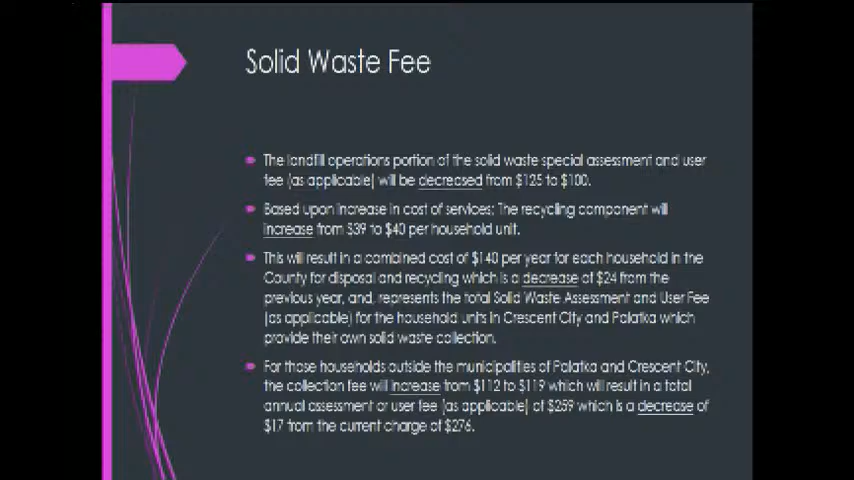 Solid Waste Fee
The landfill operations portion of the solid waste special assessment and user
fee (as applicable) will be decreased from $125 to $100.
Based upon increase in cost of services: The recycling component will
increase from $39 to $40 per household unit.
This will result in a combined cost of $140 per year for each household in the
County for disposal and recycling which is a decrease of $24 from the
previous year, and, represents the total Solid Waste Assessment and User Fee
(as applicable) for the household units in Crescent City and Palatka which
provide their own solid waste collection.
For those households outside the municipalities of Palatka and Crescent City,
the collection fee will increase from $112 to $119 which will result in a total
annual assessment or user fee (as applicable) of $259 which is a decrease of
$17 from the current charge of $276.